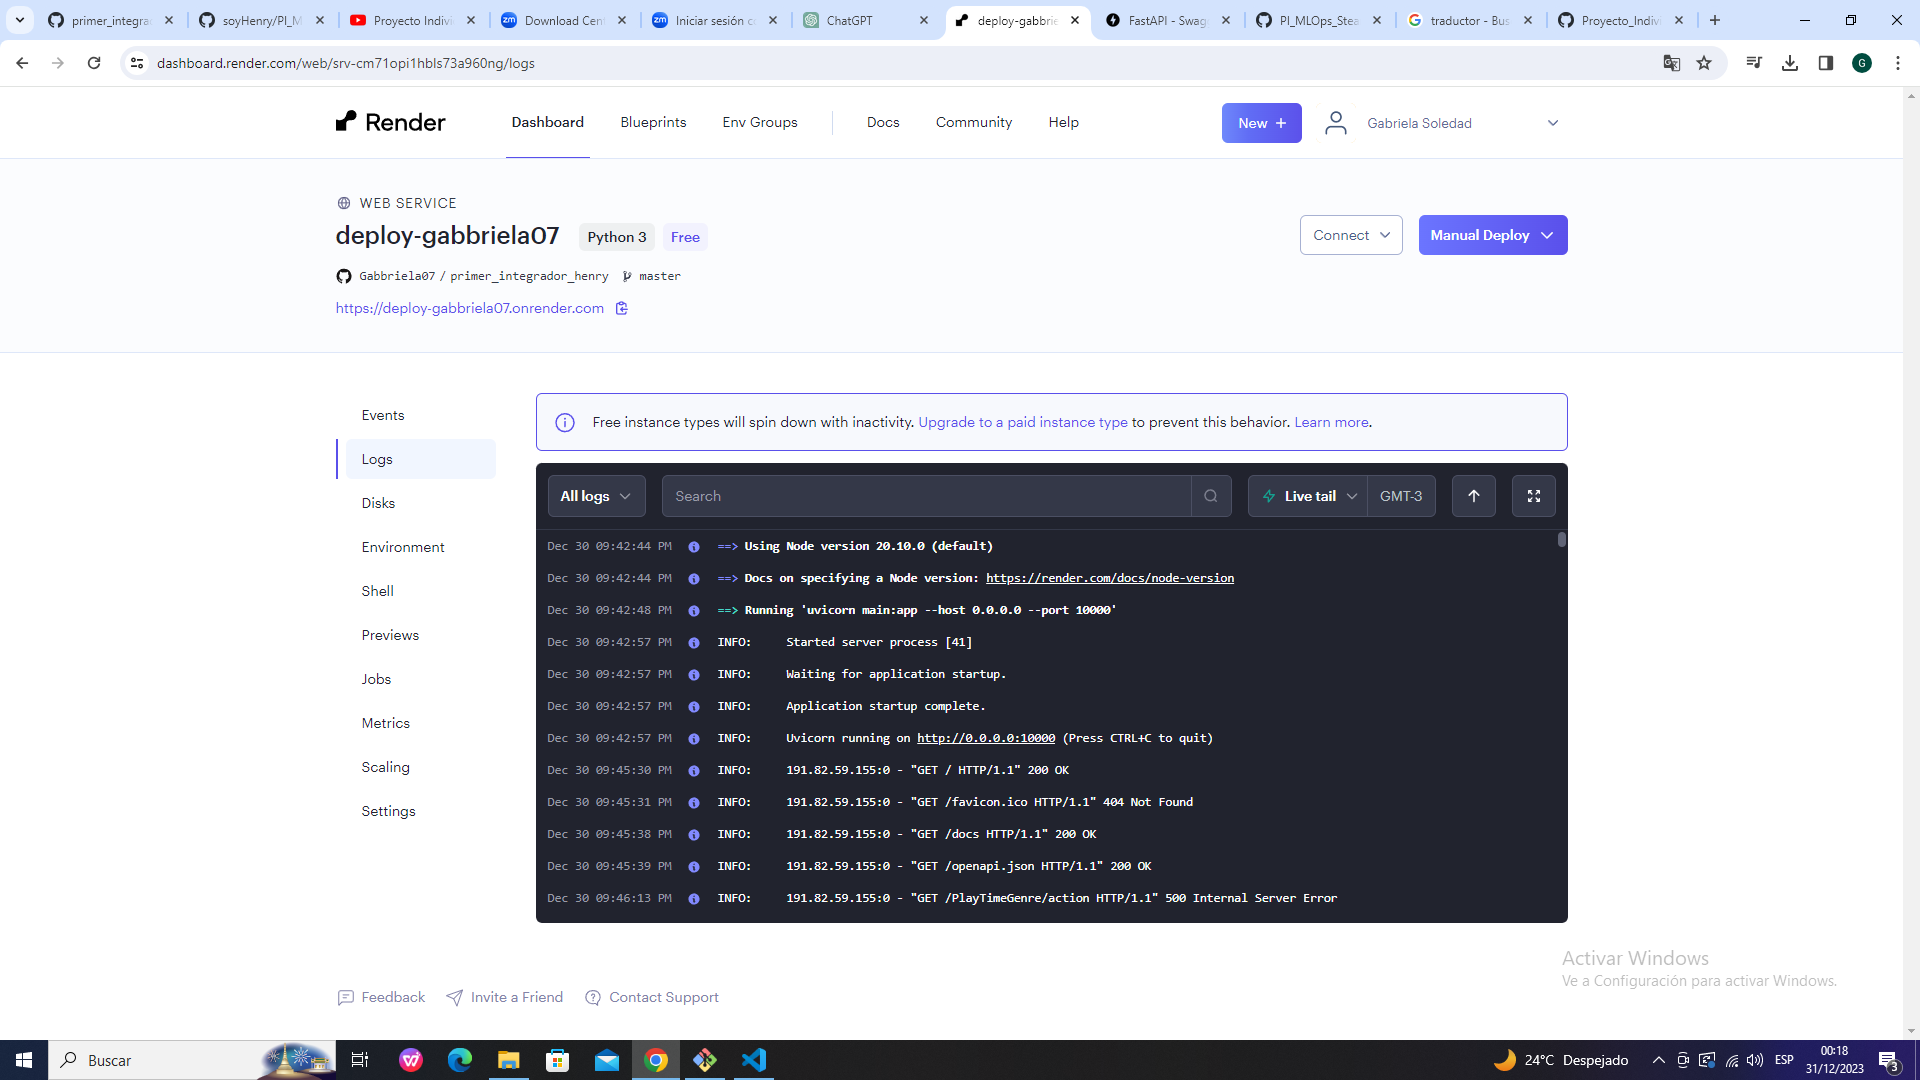 primer_integra
soyHenry/PI_M
Proyecto Indivi
Download Cen
Iniciar sesión c
ChatGPT
deploy-gabbrie
FastAPI - Swag
PI_MLOps_Stea
traductor - Bus
Proyecto_Indivi
dashboard.render.com/web/srv-cm71opi1hbls73a960ng/logs
G
Render
Dashboard
Blueprints
Env Groups
Docs
Community
Help
New +
Gabriela Soledad
WEB SERVICE
deploy-gabbriela07 Python 3 Free
Connect
Manual Deploy
Gabbriela07 / primer_integrador_henry master
https://deploy-gabbriela07.onrender.com
Events
Logs
Disks
Environment
Shell
Previews
Jobs
Metrics
Scaling
Settings
Free instance types will spin down with inactivity. Upgrade to a paid instance type to prevent this behavior. Learn more.
All logs
Search
Live tail
GMT-3
Dec 30 09:42:44 PM ==> Using Node version 20.10.0 (default)
Dec 30 09:42:44 PM ==> Docs on specifying a Node version: https://render.com/docs/node-version
Dec 30 09:42:48 PM ==> Running 'uvicorn main:app --host 0.0.0.0 --port 10000'
Dec 30 09:42:57 PM INFO: Started server process [41]
Dec 30 09:42:57 PM INFO: Waiting for application startup.
Dec 30 09:42:57 PM INFO: Application startup complete.
Dec 30 09:42:57 PM INFO: Uvicorn running on http://0.0.0.0:10000 (Press CTRL+C to quit)
Dec 30 09:45:30 PM INFO: 191.82.59.155:0 - "GET / HTTP/1.1" 200 OK
Dec 30 09:45:31 PM INFO: 191.82.59.155:0 - "GET /favicon.ico HTTP/1.1" 404 Not Found
Dec 30 09:45:38 PM INFO: 191.82.59.155:0 - "GET /docs HTTP/1.1" 200 OK
Dec 30 09:45:39 PM INFO: 191.82.59.155:0 - "GET /openapi.json HTTP/1.1" 200 OK
Dec 30 09:46:13 PM INFO: 191.82.59.155:0 - "GET /PlayTimeGenre/action HTTP/1.1" 500 Internal Server Error
Activar Windows
Ve a Configuración para activar Windows.
Feedback
Invite a Friend
Contact Support
Buscar
24°C Despejado
ESP
00:18
31/12/2023
3